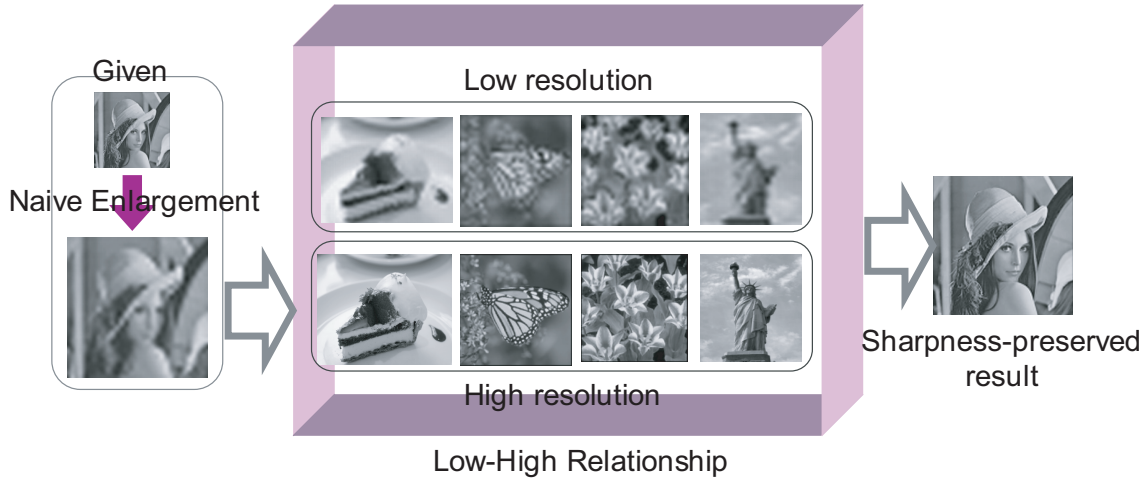 Given
Naive Enlargement
Low resolution
High resolution
Low-High Relationship
Sharpness-preserved
result